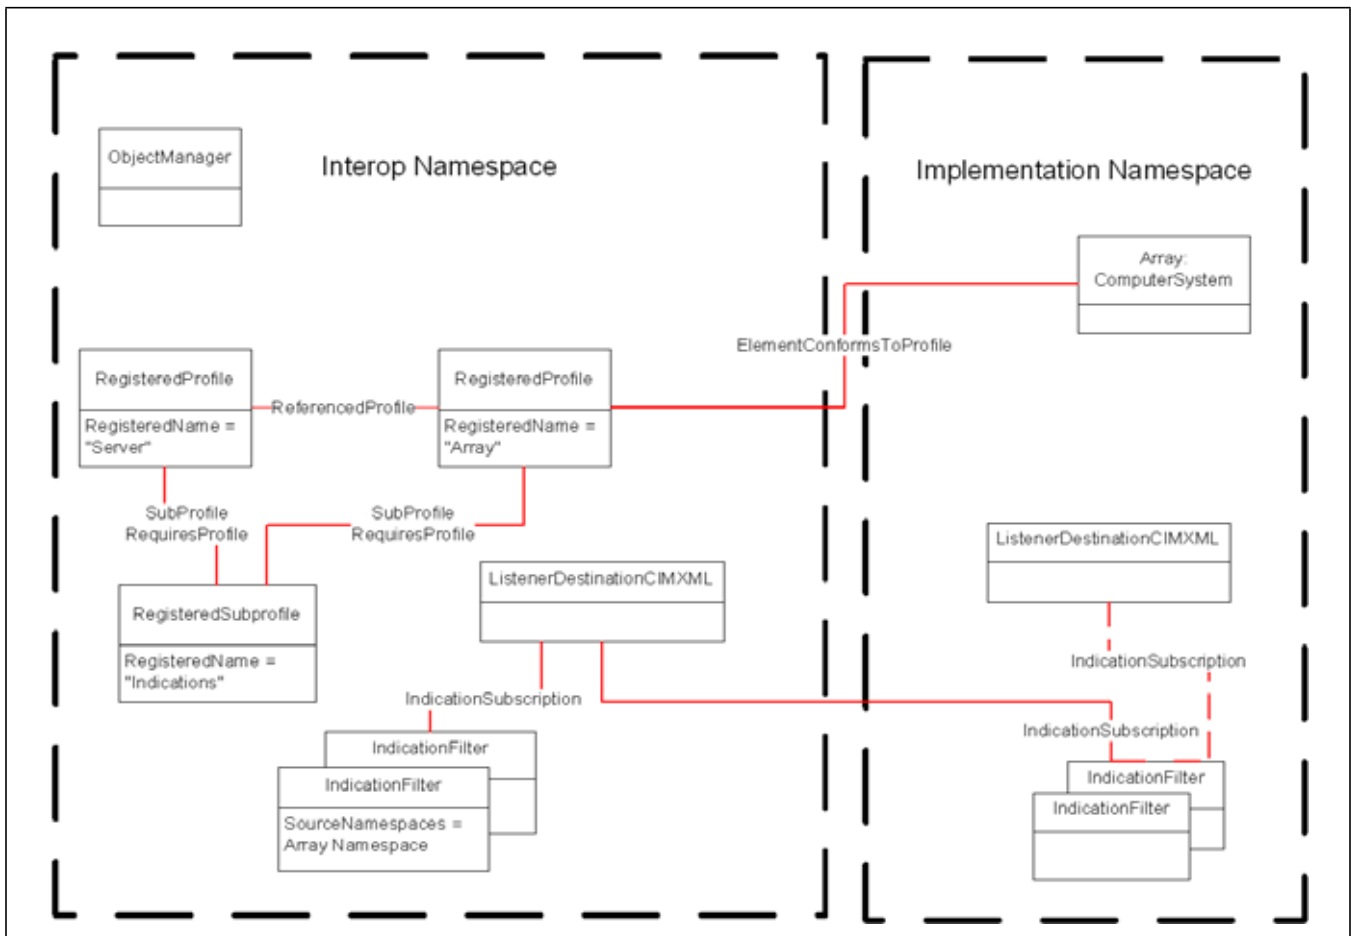 ObjectManager
Interop Namespace
Implementation Namespace
Array:
ComputerSystem
ElementConformsToProfile
RegisteredProfile
RegisteredName =
"Server"
ReferencedProfile
RegisteredProfile
RegisteredName =
"Array"
SubProfile
RequiresProfile
SubProfile
RequiresProfile
ListenerDestinationCIMXML
ListenerDestinationCIMXML
RegisteredSubprofile
RegisteredName =
"Indications"
IndicationSubscription
IndicationSubscription
IndicationSubscription
IndicationFilter
IndicationFilter
SourceNamespaces =
Array Namespace
IndicationFilter
IndicationFilter